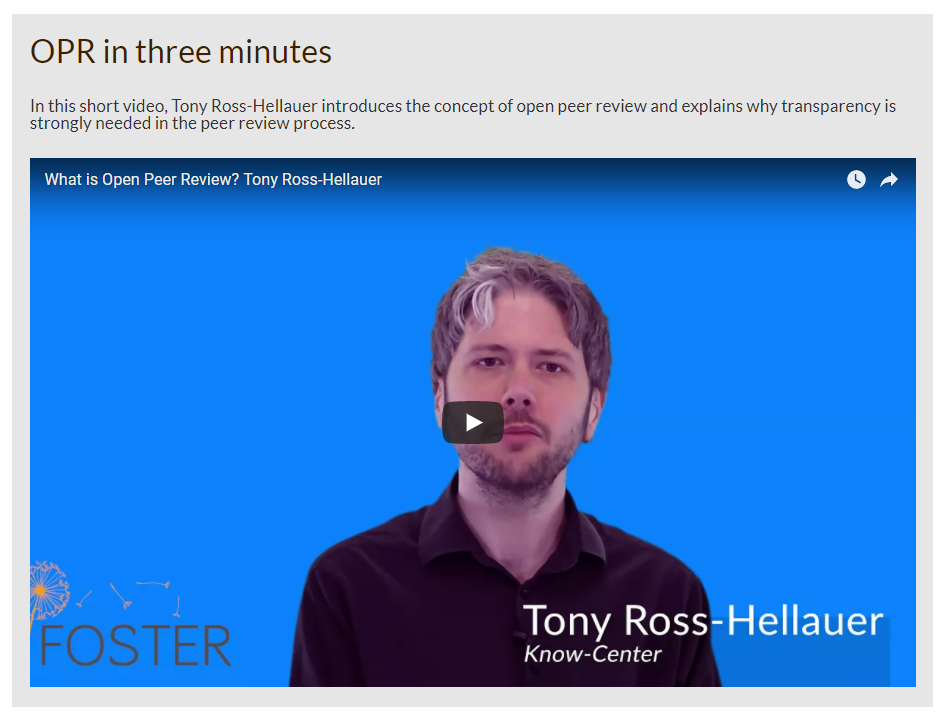 OPR in three minutes
In this short video, Tony Ross-Hellauer introduces the concept of open peer review and explains why transparency is
strongly needed in the peer review process.
What is Open Peer Review? Tony Ross-Hellauer
FOSTER
Tony Ross-Hellauer
Know-Center